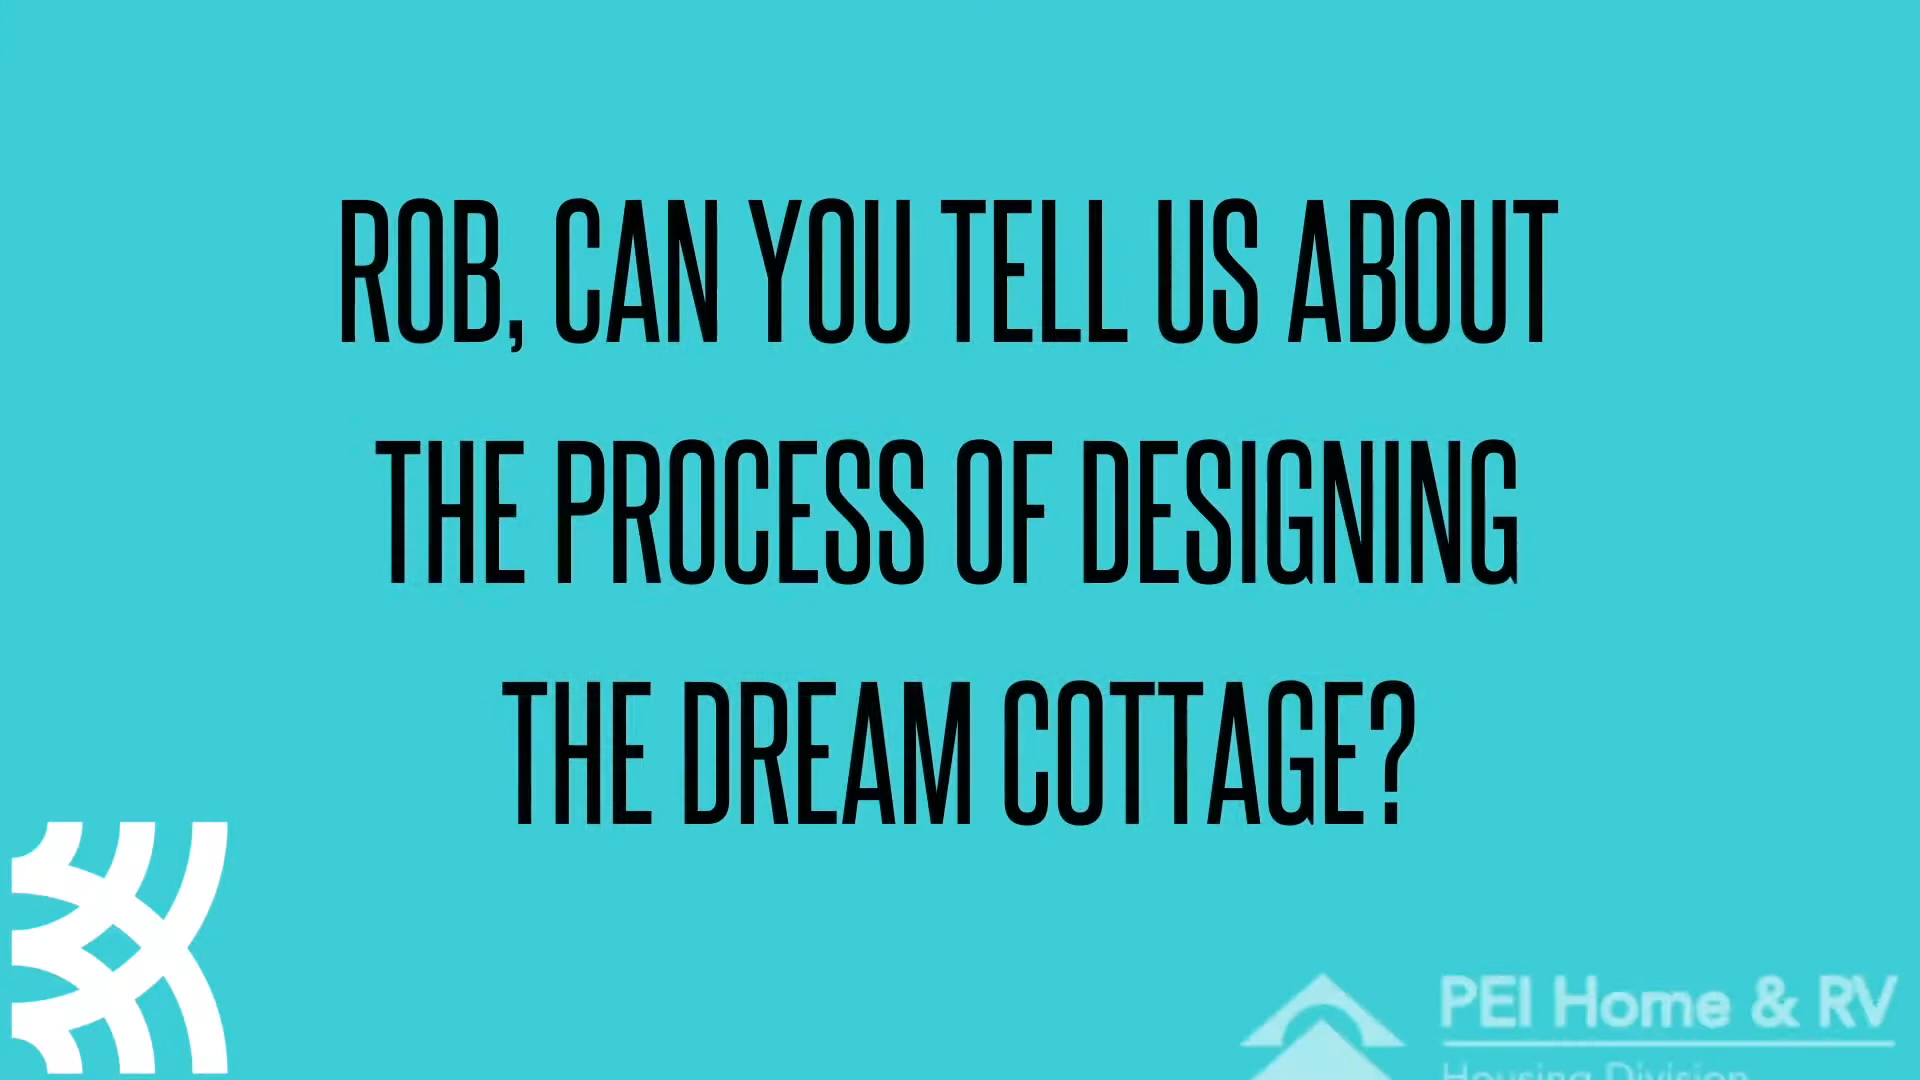 ROB, CAN YOU TELL US ABOUT
THE PROCESS OF DESIGNING
THE DREAM COTTAGE?
PEI Home & RV
Housing Division